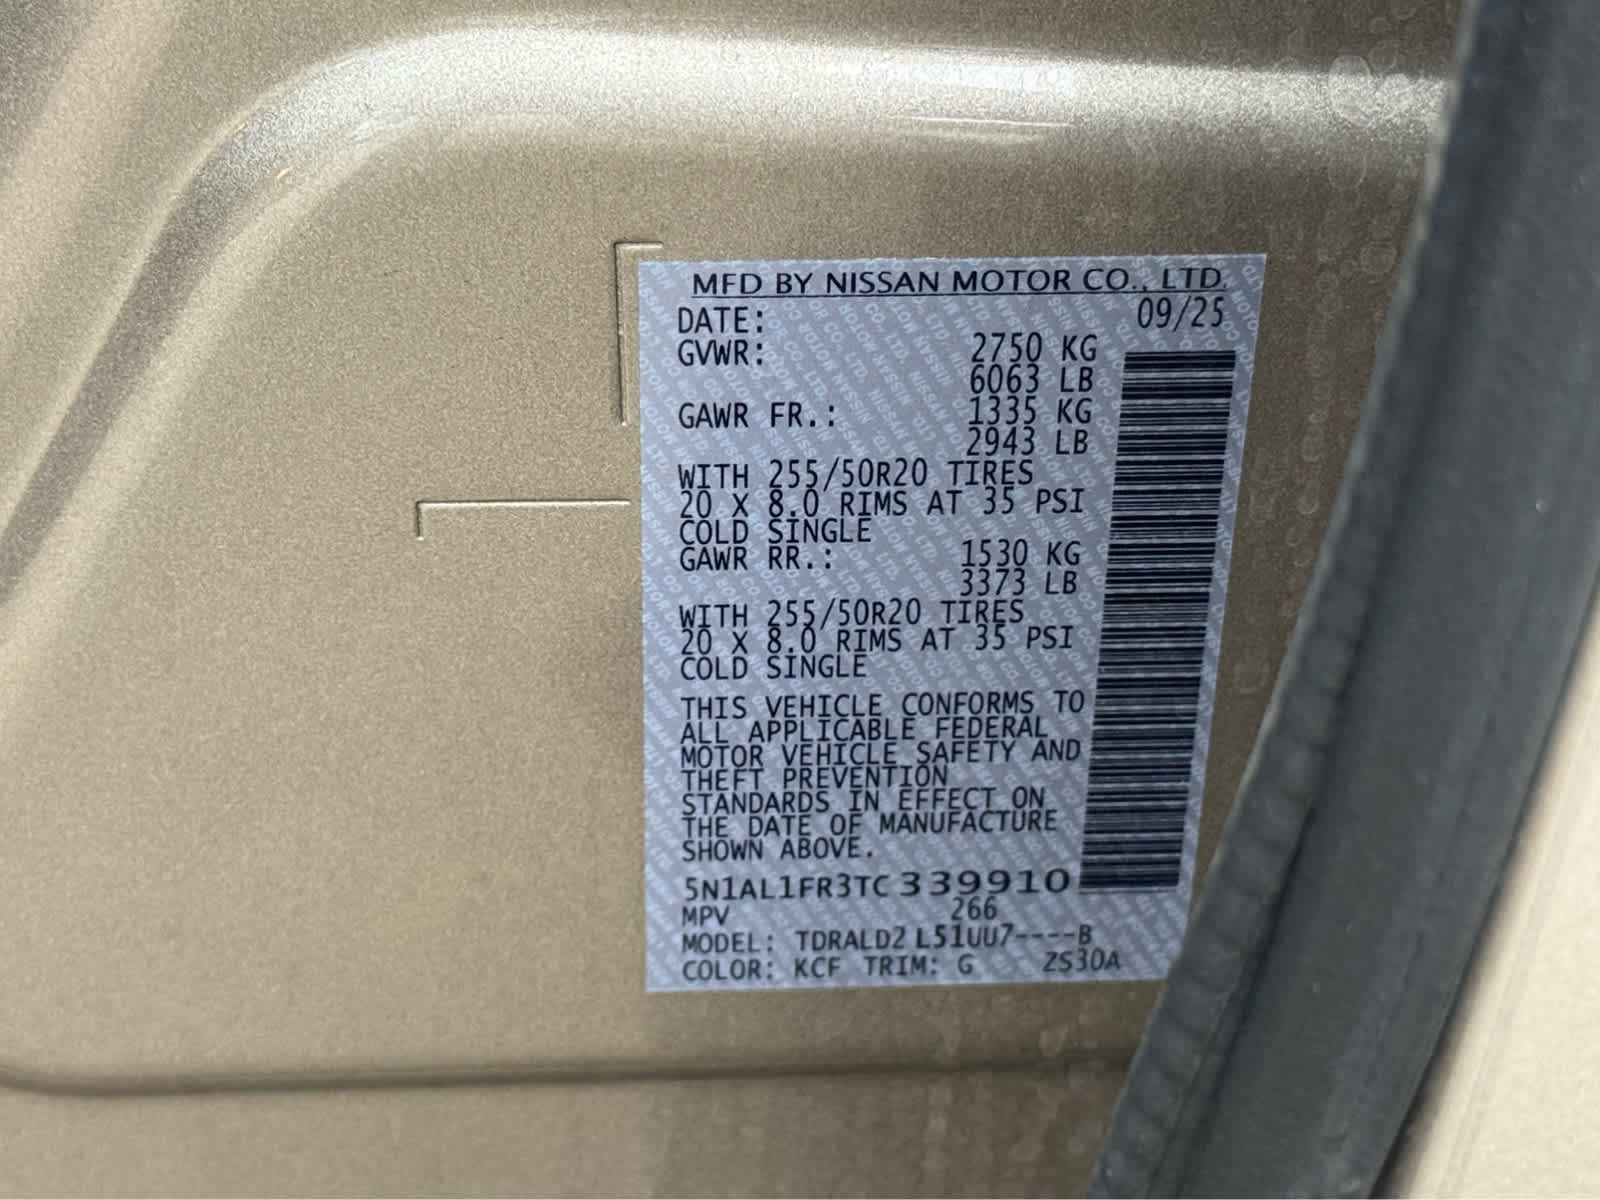 MFD BY NISSAN MOTOR CO., LTD.
DATE: 09/25
GVWR: 2750 KG
6063 LB
GAWR FR.: 1335 KG
2943 LB
WITH 255/50R20 TIRES
20 X 8.0 RIMS AT 35 PSI
COLD SINGLE
GAWR RR.: 1530 KG
3373 LB
WITH 255/50R20 TIRES
20 X 8.0 RIMS AT 35 PSI
COLD SINGLE
THIS VEHICLE CONFORMS TO
ALL APPLICABLE FEDERAL
MOTOR VEHICLE SAFETY AND
THEFT PREVENTION
STANDARDS IN EFFECT ON
THE DATE OF MANUFACTURE
SHOWN ABOVE.
5N1AL1FR3TC339910
MPV 266
MODEL: TDRALD2 L51UU7----B
COLOR: KCF TRIM: G ZS30A